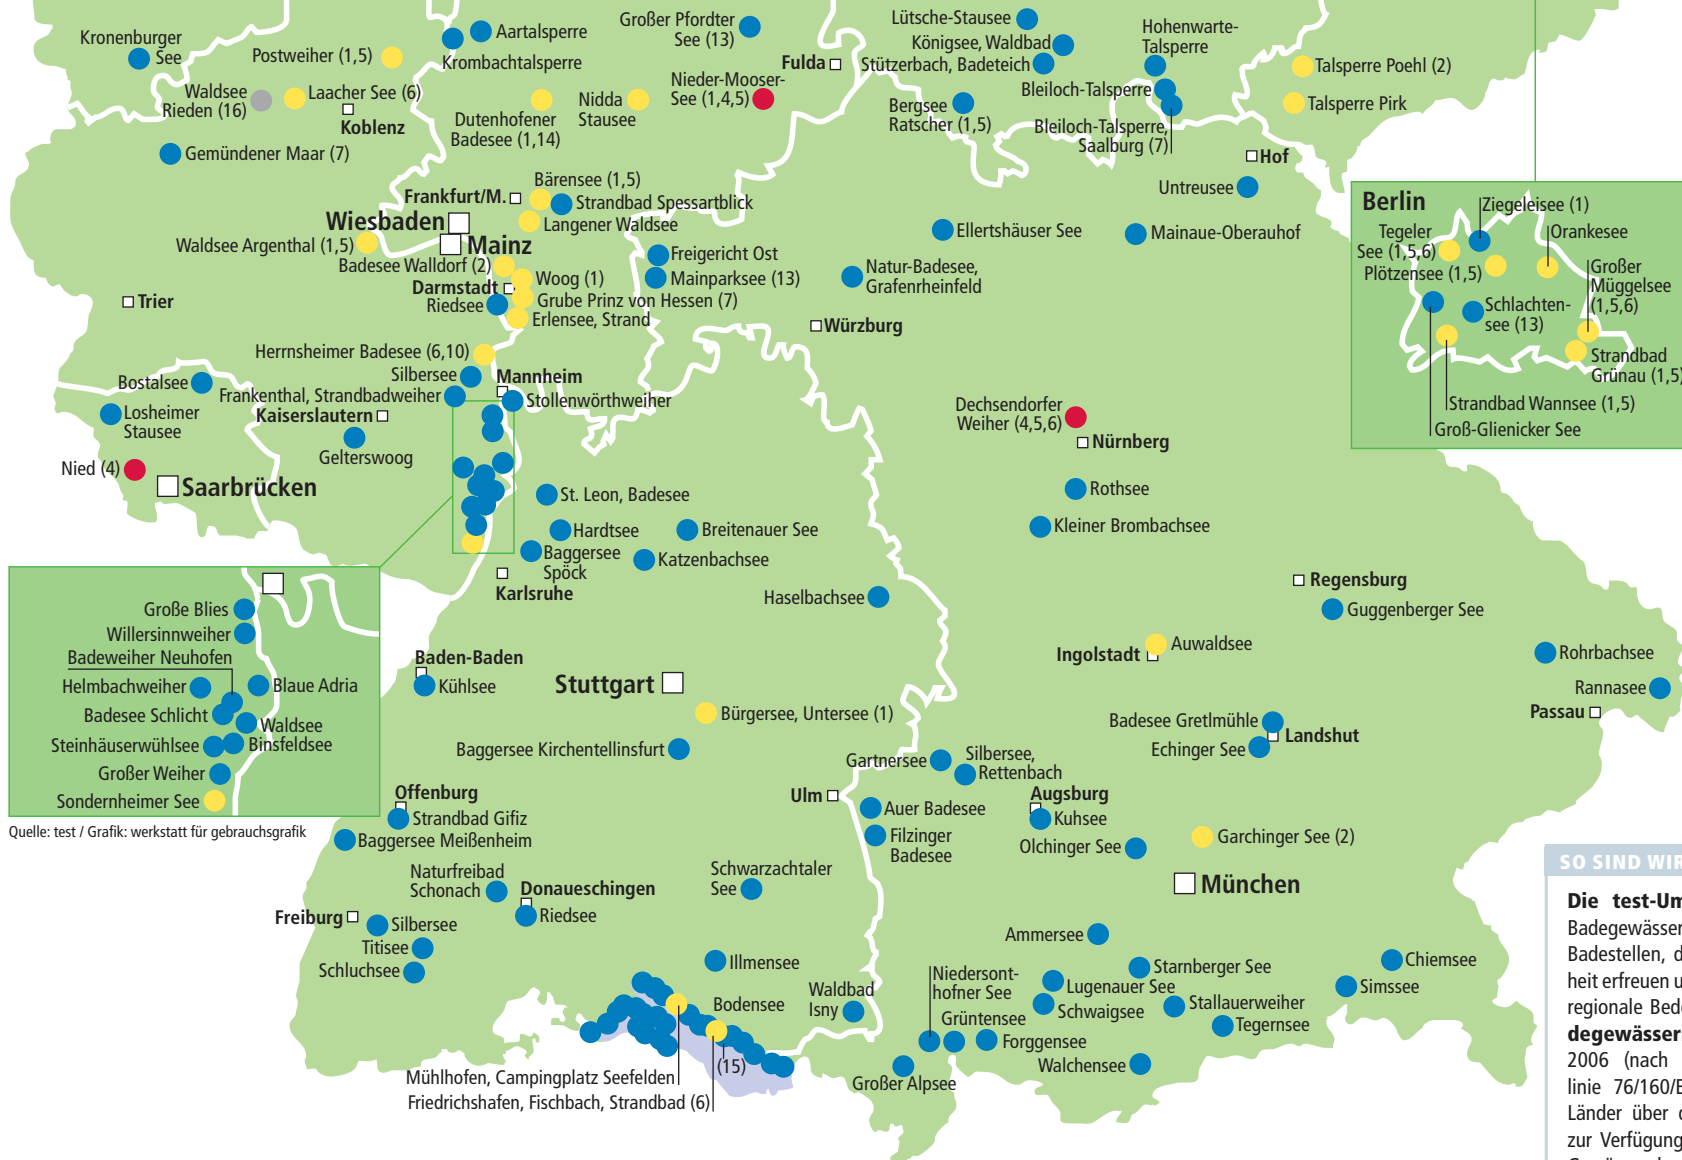 Kronenburger
See
Postweiher (1,5)
Aartalsperre
Krombachtalsperre
Großer Pfordter
See (13)
Fulda
Lütsche-Stausee
Königsee, Waldbad
Stützerbach, Badeteich
Hohenwarte-
Talsperre
Talsperre Poehl (2)
Talsperre Pirk
Waldsee
Rieden (16)
Laacher See (6)
Koblenz
Dutenhofener
Badesee (1,14)
Nidda
Stausee
Nieder-Mooser-
See (1,4,5)
Bergsee
Ratscher (1,5)
Bleiloch-Talsperre
Bleiloch-Talsperre,
Saalburg (7)
Hof
Untreusee
Gemündener Maar (7)
Bärensee (1,5)
Frankfurt/M.
Strandbad Spessartblick
Langener Waldsee
Wiesbaden
Mainz
Waldsee Argenthal (1,5)
Badesee Walldorf (2)
Woog (1)
Darmstadt
Grube Prinz von Hessen (7)
Riedsee
Erlensee, Strand
Freigericht Ost
Mainparksee (13)
Ellertshäuser See
Mainaue-Oberauhof
Natur-Badesee,
Grafenrheinfeld
Würzburg
Trier
Berlin
Ziegeleisee (1)
Tegeler
See (1,5,6)
Orankesee
Plötzensee (1,5)
Großer
Müggelsee
(1,5,6)
Schlachten-
see (13)
Strandbad
Grünau (1,5)
Strandbad Wannsee (1,5)
Groß-Glienicker See
Herrnsheimer Badesee (6,10)
Silbersee
Mannheim
Bostalsee
Frankenthal, Strandbadweiher
Stollenwörthweiher
Losheimer
Stausee
Kaiserslautern
Gelterswoog
Nied (4)
Saarbrücken
Dechsendorfer
Weiher (4,5,6)
Nürnberg
Rothsee
Kleiner Brombachsee
St. Leon, Badesee
Hardtsee
Breitenauer See
Baggersee
Spöck
Katzenbachsee
Karlsruhe
Haselbachsee
Regensburg
Guggenberger See
Große Blies
Willersinnweiher
Badeweiher Neuhofen
Helmbachweiher
Blaue Adria
Badesee Schlicht
Waldsee
Steinhäuserwühlsee
Binsfeldsee
Großer Weiher
Sondernheimer See
Quelle: test / Grafik: werkstatt für gebrauchsgrafik
Baden-Baden
Kühlsee
Stuttgart
Bürgersee, Untersee (1)
Baggersee Kirchentellinsfurt
Ingolstadt
Auwaldsee
Rohrbachsee
Rannasee
Passau
Badesee Gretlmühle
Landshut
Echinger See
Gartnersee
Silbersee,
Rettenbach
Ulm
Auer Badesee
Filzinger
Badesee
Augsburg
Kuhsee
Olchinger See
Garchinger See (2)
München
Offenburg
Strandbad Gifiz
Baggersee Meißenheim
Naturfreibad
Schonach
Donaueschingen
Riedsee
Schwarzachtaler
See
Freiburg
Silbersee
Titisee
Schluchsee
Illmensee
Bodensee
Waldbad
Isny
(15)
Mühlhofen, Campingplatz Seefelden
Friedrichshafen, Fischbach, Strandbad (6)
Ammersee
Starnberger See
Chiemsee
Simssee
Niedersont-
hofner See
Lugenauer See
Schwaigsee
Stallauerweiher
Tegernsee
Grüntensee
Forggensee
Walchensee
Großer Alpsee
SO SIND WIR
Die test-Um
Badegewässer
Badestellen, d
heit erfreuen u
regionale Bed
degewässer
2006 (nach
linie 76/160/E
Länder über d
zur Verfügung